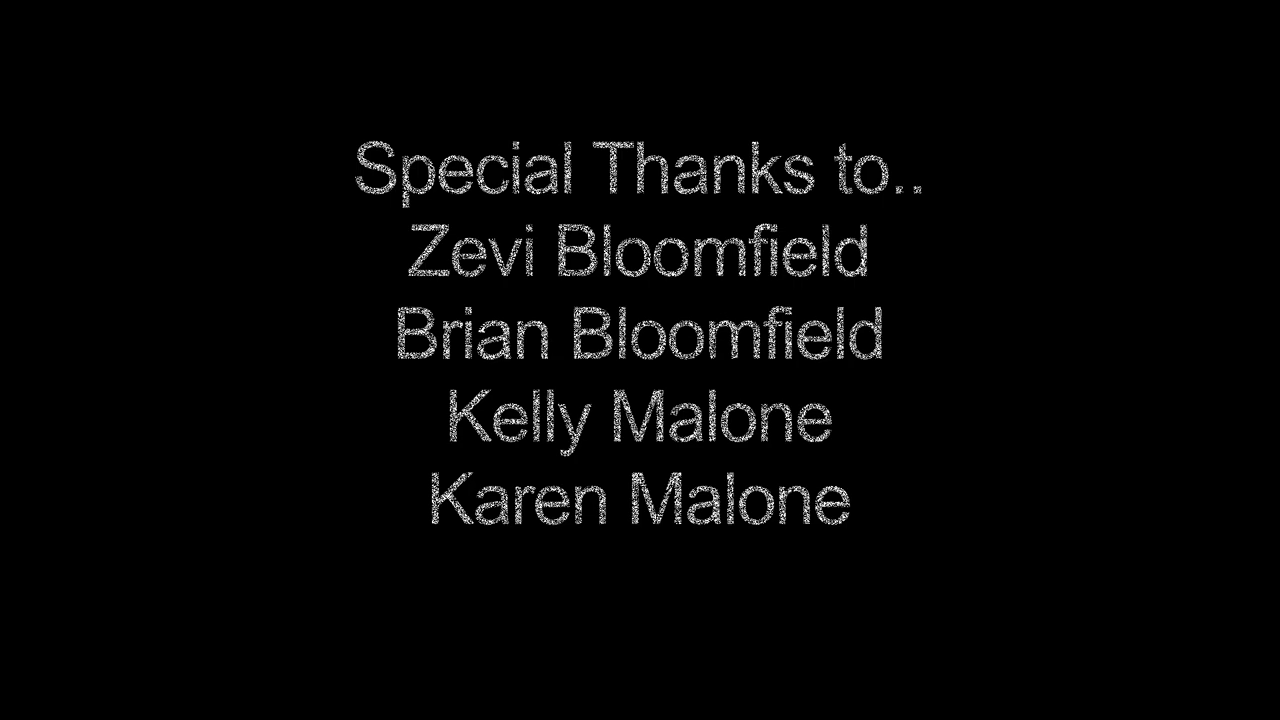 Special Thanks to..
Zevi Bloomfield
Brian Bloomfield
Kelly Malone
Karen Malone